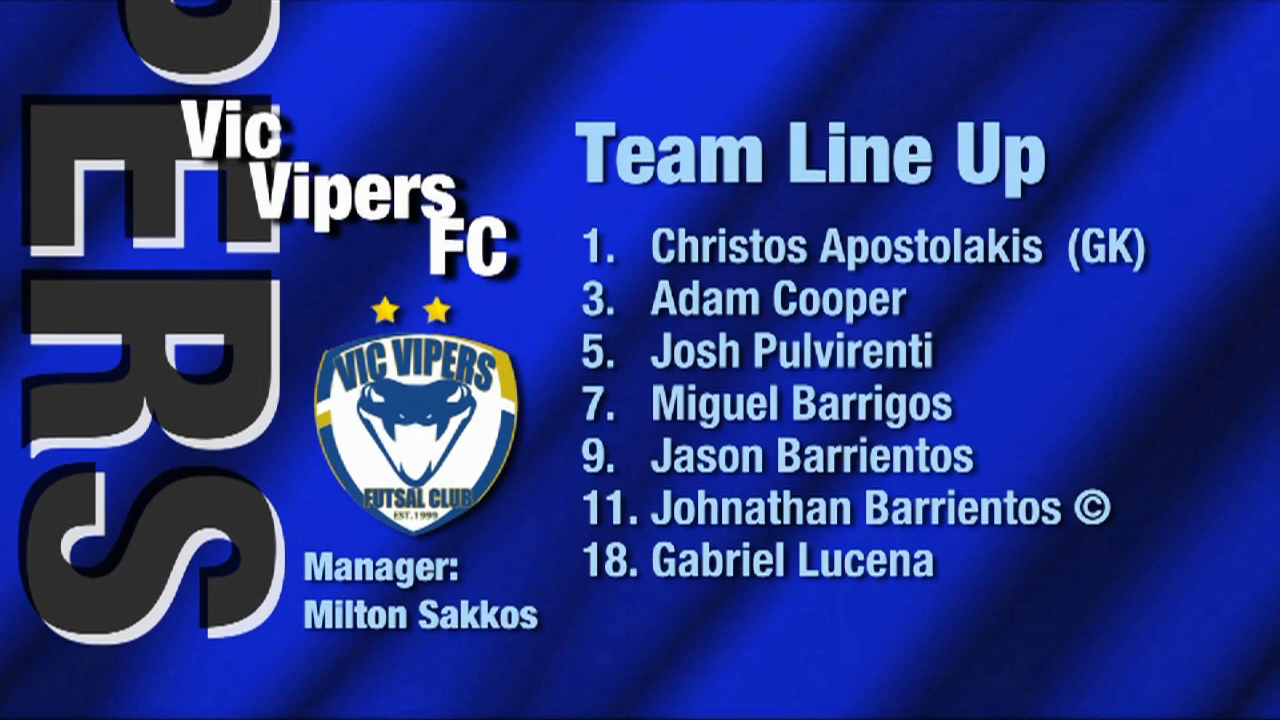 PERS
Vic
Vipers
FC
VIC VIPERS
FUTSAL CLUB
EST. 1999
Manager:
Milton Sakkos
Team Line Up
1. Christos Apostolakis (GK)
3. Adam Cooper
5. Josh Pulvirenti
7. Miguel Barrigos
9. Jason Barrientos
11. Johnathan Barrientos ©
18. Gabriel Lucena